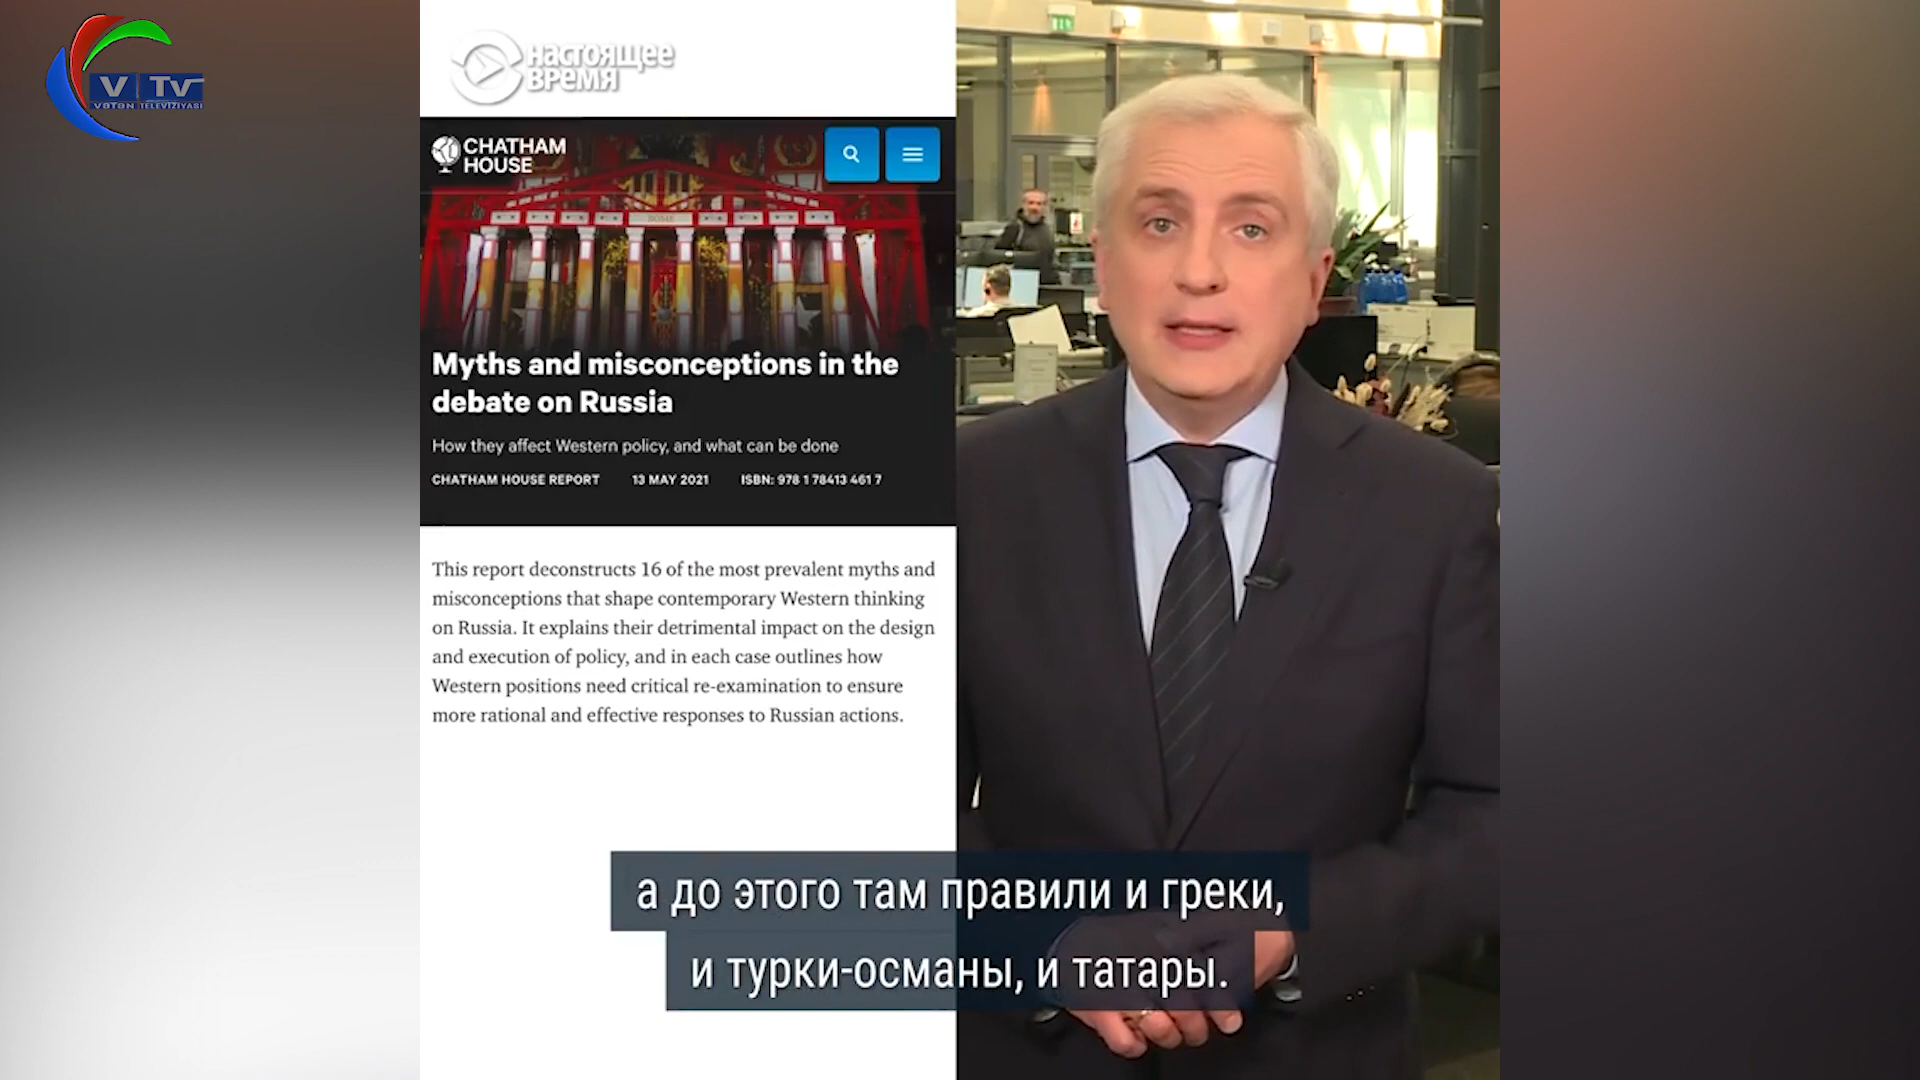 V TV
VƏTƏN TELEVİZİYASI
настоящее
время
CHATHAM
HOUSE
ROME
Myths and misconceptions in the
debate on Russia
How they affect Western policy, and what can be done
CHATHAM HOUSE REPORT 13 MAY 2021 ISBN: 978 1 78413 461 7
This report deconstructs 16 of the most prevalent myths and
misconceptions that shape contemporary Western thinking
on Russia. It explains their detrimental impact on the design
and execution of policy, and in each case outlines how
Western positions need critical re-examination to ensure
more rational and effective responses to Russian actions.
а до этого там правили и греки,
и турки-османы, и татары.